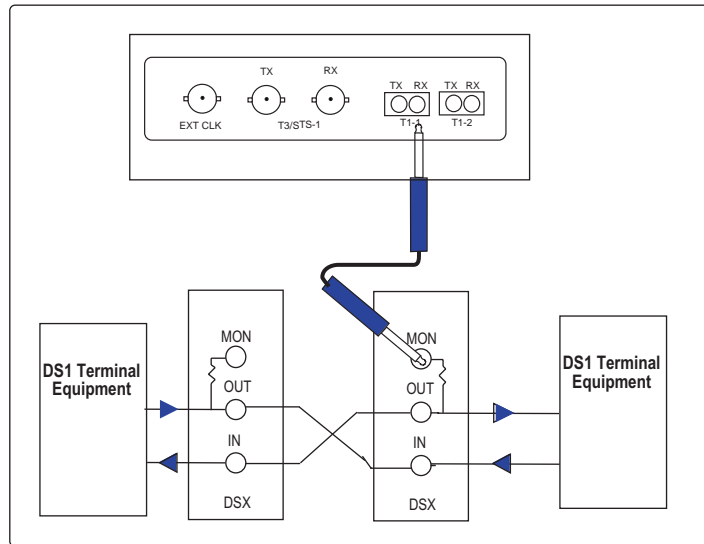 TX RX
TX RX TX RX
EXT CLK T3/STS-1 T1-1 T1-2
MON
OUT
IN
DSX
MON
OUT
IN
DSX
DS1 Terminal
Equipment
DS1 Terminal
Equipment